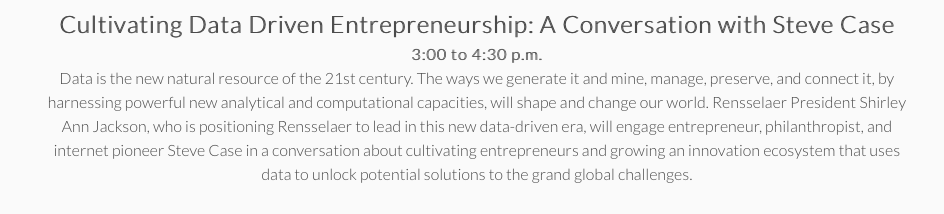 Cultivating Data Driven Entrepreneurship: A Conversation with Steve Case
3:00 to 4:30 p.m.
Data is the new natural resource of the 21st century. The ways we generate it and mine, manage, preserve, and connect it, by
harnessing powerful new analytical and computational capacities, will shape and change our world. Rensselaer President Shirley
Ann Jackson, who is positioning Rensselaer to lead in this new data-driven era, will engage entrepreneur, philanthropist, and
internet pioneer Steve Case in a conversation about cultivating entrepreneurs and growing an innovation ecosystem that uses
data to unlock potential solutions to the grand global challenges.